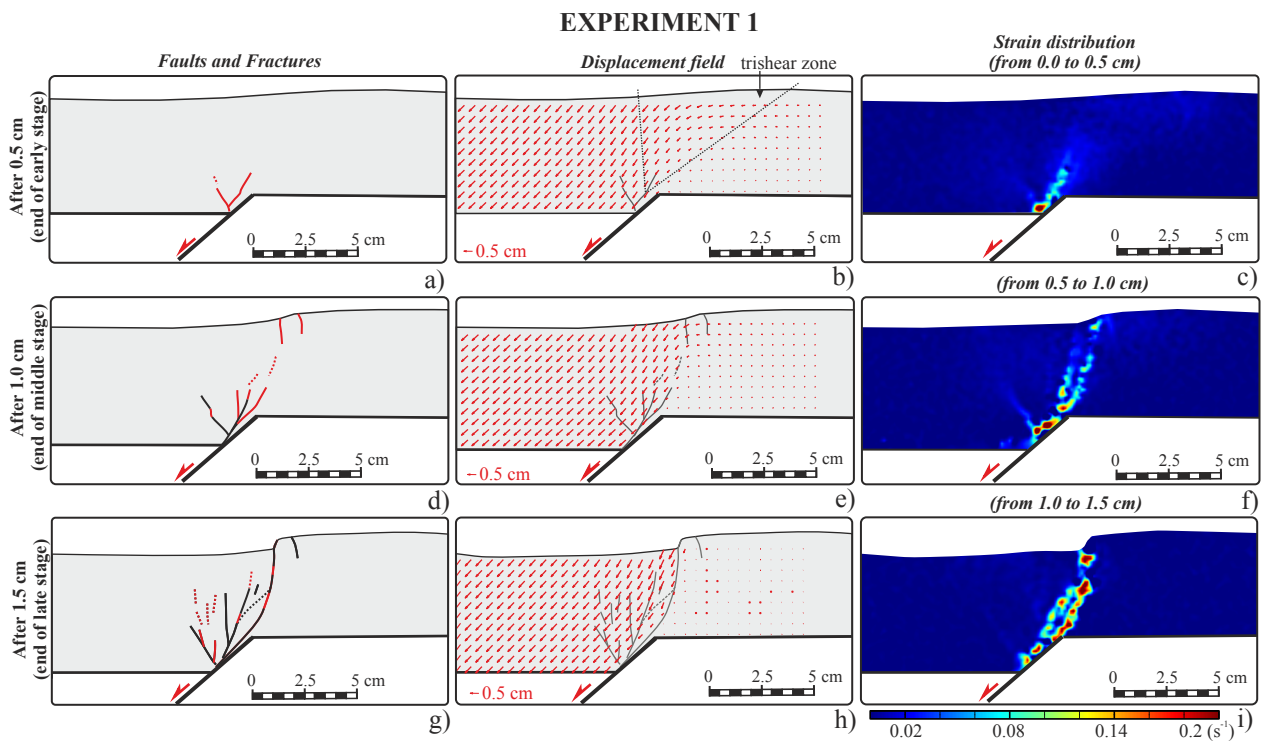 EXPERIMENT 1
Faults and Fractures
Displacement field
Strain distribution
(from 0.0 to 0.5 cm)
After 0.5 cm
(end of early stage)
trishear zone
0 2.5 5 cm
a)
0 2.5 5 cm
←0.5 cm
b)
0 2.5 5 cm
c)
(from 0.5 to 1.0 cm)
After 1.0 cm
(end of middle stage)
0 2.5 5 cm
d)
0 2.5 5 cm
←0.5 cm
e)
0 2.5 5 cm
f)
(from 1.0 to 1.5 cm)
After 1.5 cm
(end of late stage)
0 2.5 5 cm
g)
0 2.5 5 cm
←0.5 cm
h)
0 2.5 5 cm
i)
0.02 0.08 0.14 0.2 (s⁻¹)